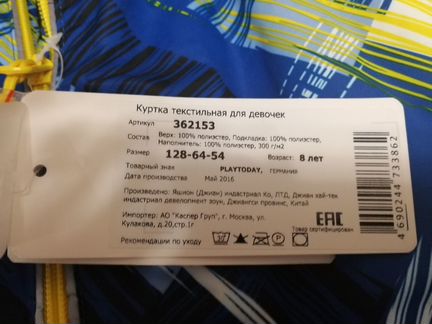 Куртка текстильная для девочек
Артикул 362153
Состав Верх: 100% полиэстер, Подкладка: 100% полиэстер,
Наполнитель: 100% полиэстер, 300 г/м2
Размер 128-64-54 Возраст: 8 лет
Товарный знак PLAYTODAY, ГЕРМАНИЯ
Дата производства Май 2016
Произведено: Яшион (Джиан) индастриал Ко, ЛТД, Джиан хай-тек
индастриал девелопмент зоун, Джиангси провинс, Китай
Импортер: АО "Каспер Груп", г. Москва, ул.
Кулакова, д.20,стр.1г
Рекомендации по уходу
EAC
Товар сертифицирован
4 690244 733862